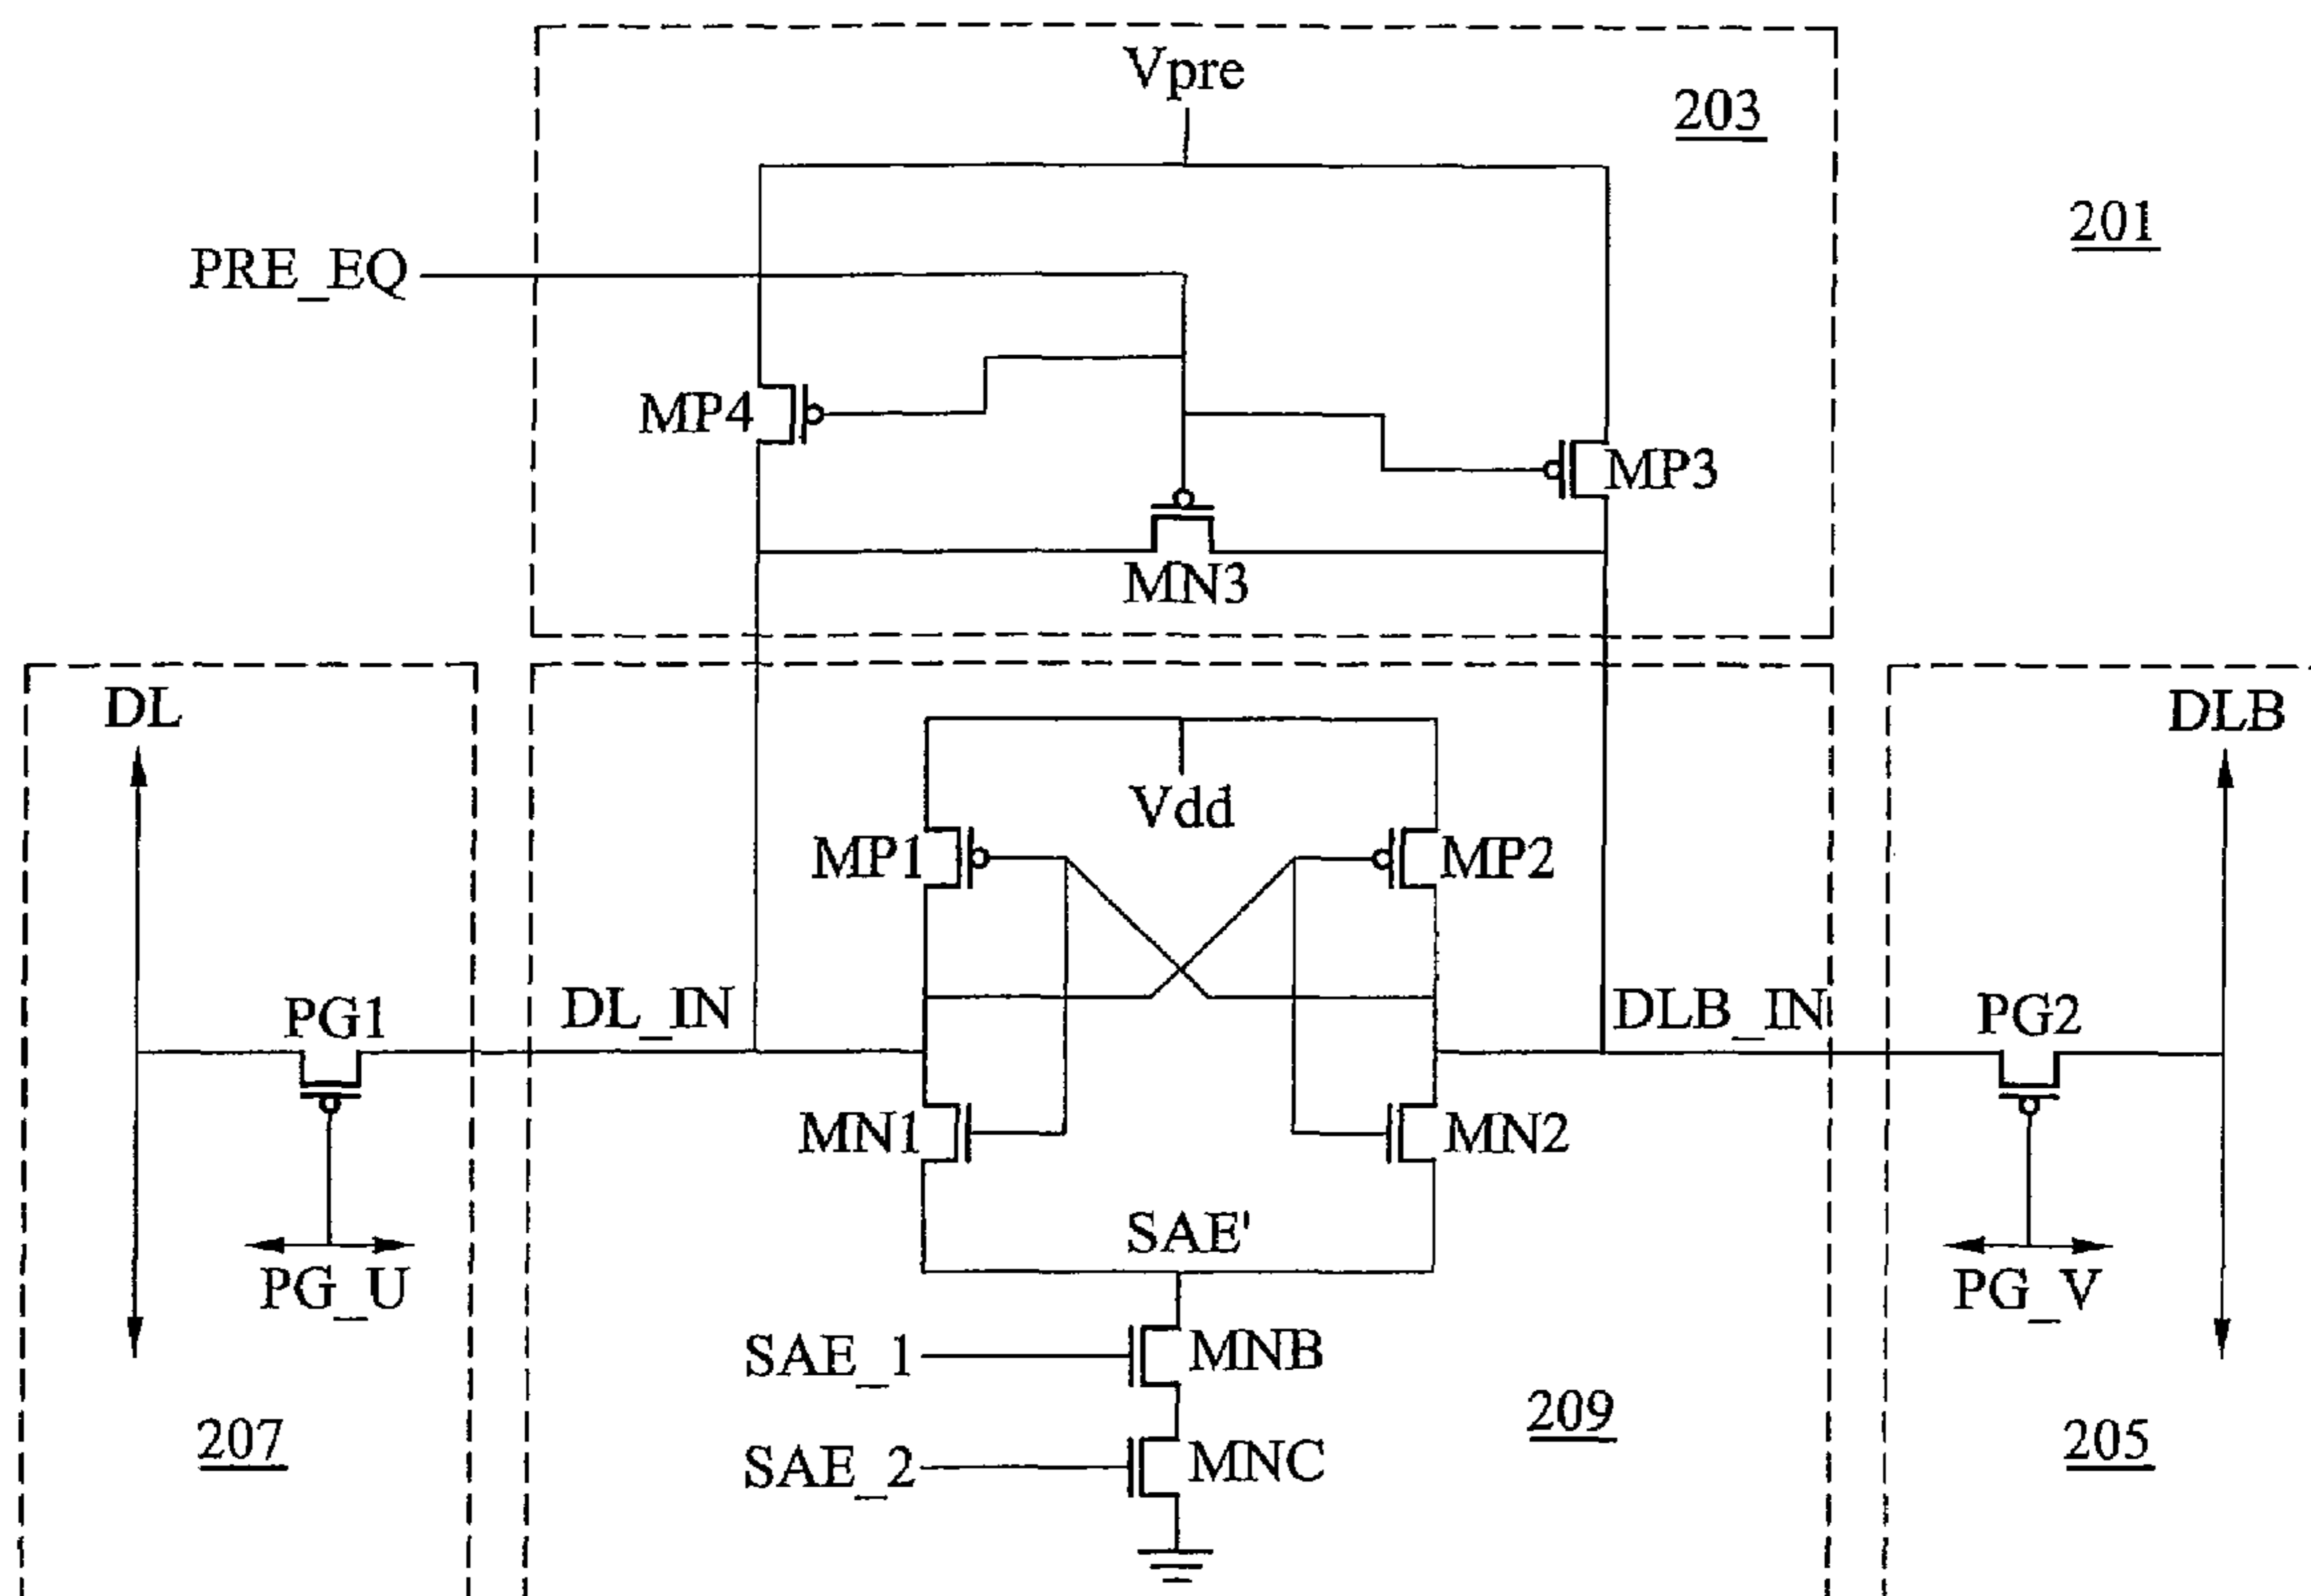 Vpre
203
201
PRE_EQ
MP4
MP3
MN3
DL
DLB
Vdd
MP1
MP2
PG1
DL_IN
DLB_IN
PG2
MN1
MN2
SAE'
PG_U
PG_V
SAE_1
MNB
SAE_2
MNC
207
209
205